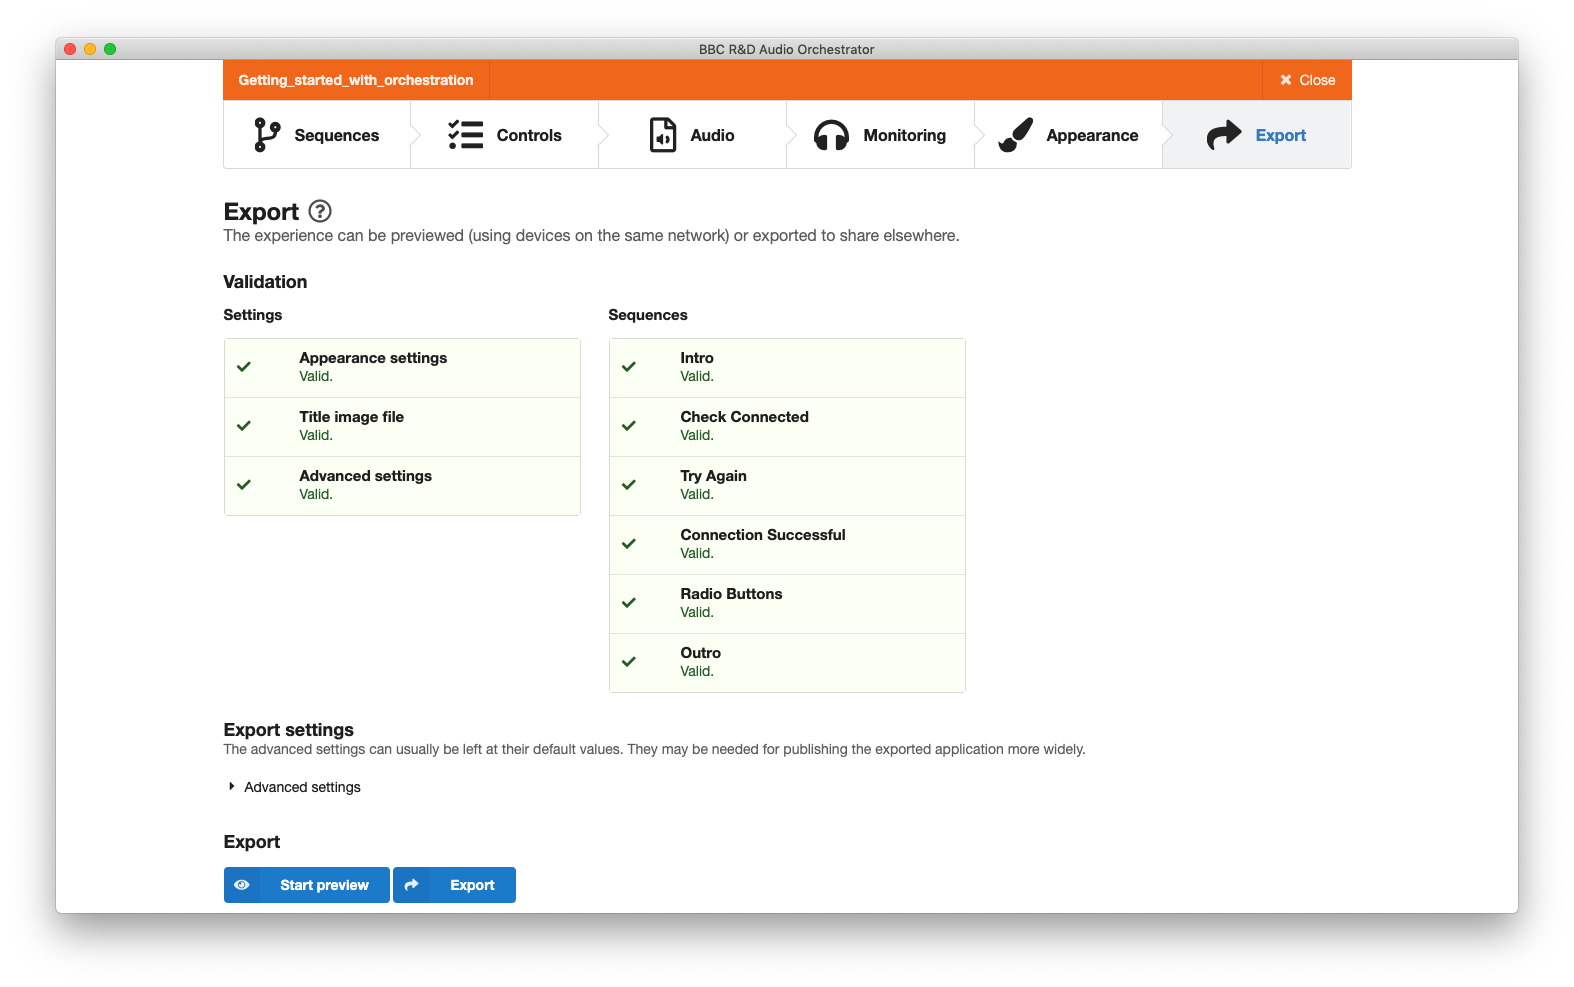 BBC R&D Audio Orchestrator
Getting_started_with_orchestration
Close
Sequences
Controls
Audio
Monitoring
Appearance
Export
Export ?
The experience can be previewed (using devices on the same network) or exported to share elsewhere.
Validation
Settings
Appearance settings
Valid.
Title image file
Valid.
Advanced settings
Valid.
Sequences
Intro
Valid.
Check Connected
Valid.
Try Again
Valid.
Connection Successful
Valid.
Radio Buttons
Valid.
Outro
Valid.
Export settings
The advanced settings can usually be left at their default values. They may be needed for publishing the exported application more widely.
Advanced settings
Export
Start preview
Export